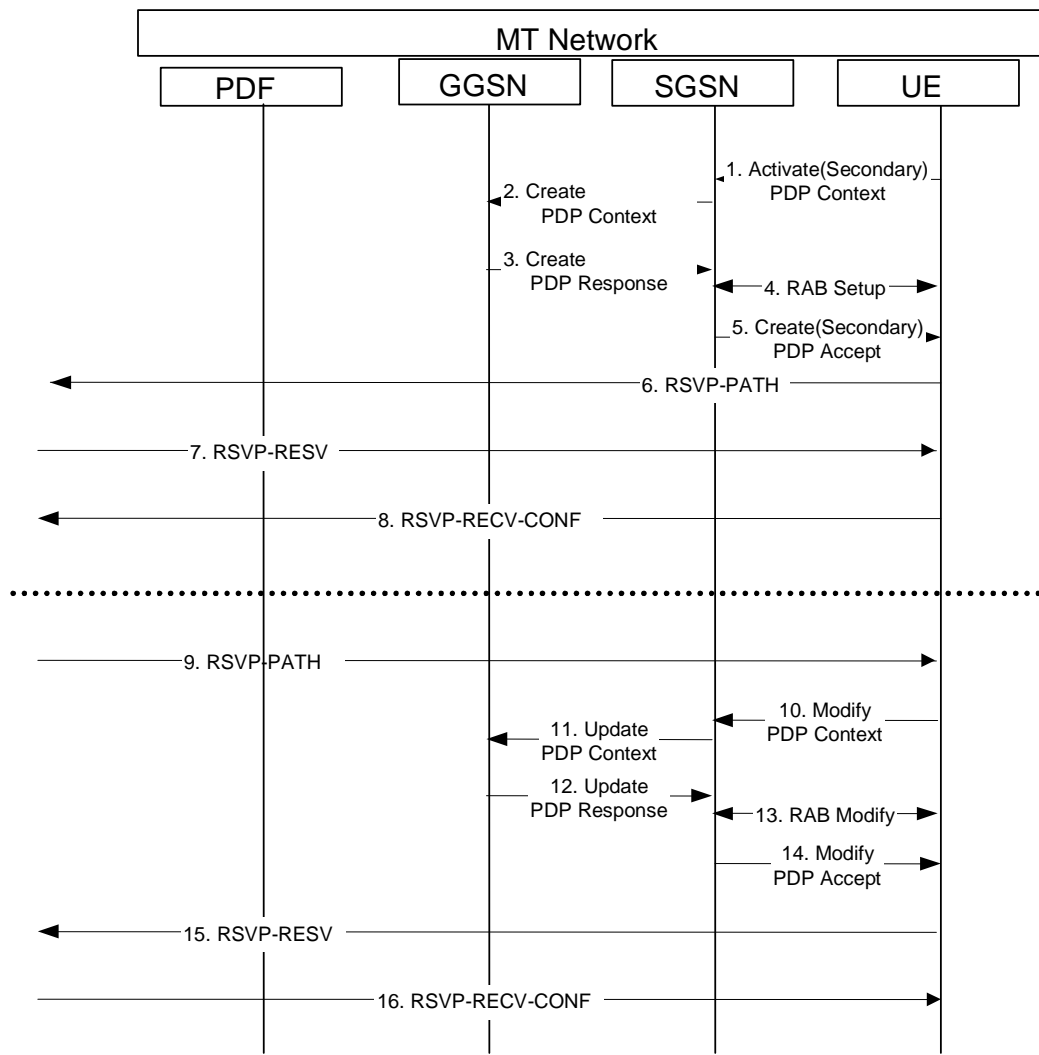 MT Network
PDF
GGSN
SGSN
UE
1. Activate(Secondary)
PDP Context
2. Create
PDP Context
3. Create
PDP Response
4. RAB Setup
5. Create(Secondary)
PDP Accept
6. RSVP-PATH
7. RSVP-RESV
8. RSVP-RECV-CONF
9. RSVP-PATH
10. Modify
PDP Context
11. Update
PDP Context
12. Update
PDP Response
13. RAB Modify
14. Modify
PDP Accept
15. RSVP-RESV
16. RSVP-RECV-CONF